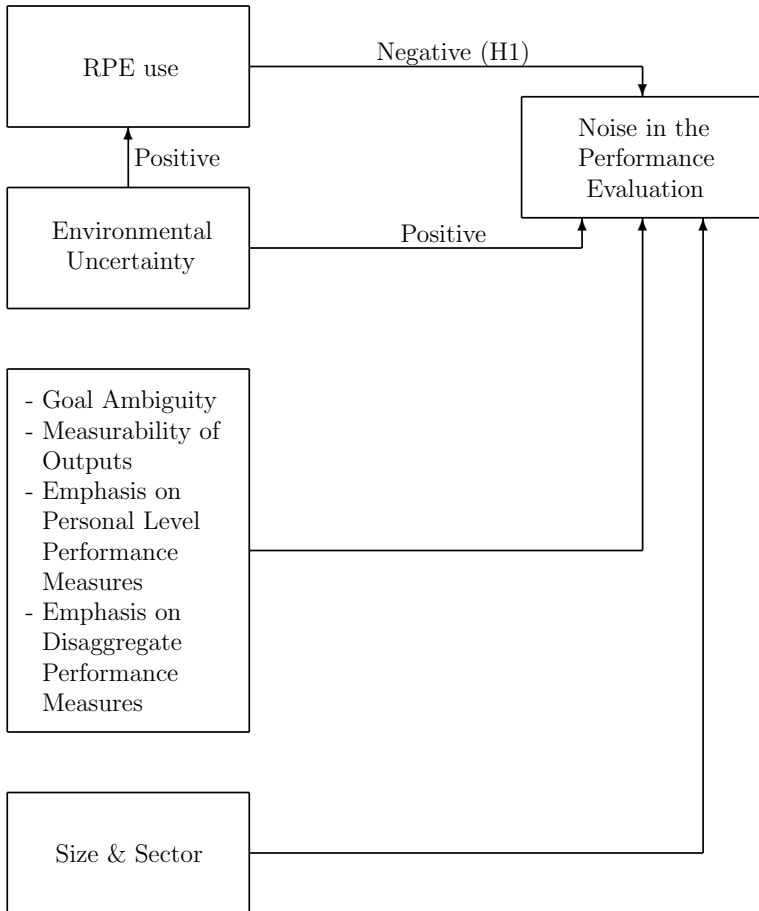 RPE use
Negative (H1)
Noise in the
Performance
Evaluation
Positive
Environmental
Uncertainty
Positive
- Goal Ambiguity
- Measurability of
Outputs
- Emphasis on
Personal Level
Performance
Measures
- Emphasis on
Disaggregate
Performance
Measures
Size & Sector